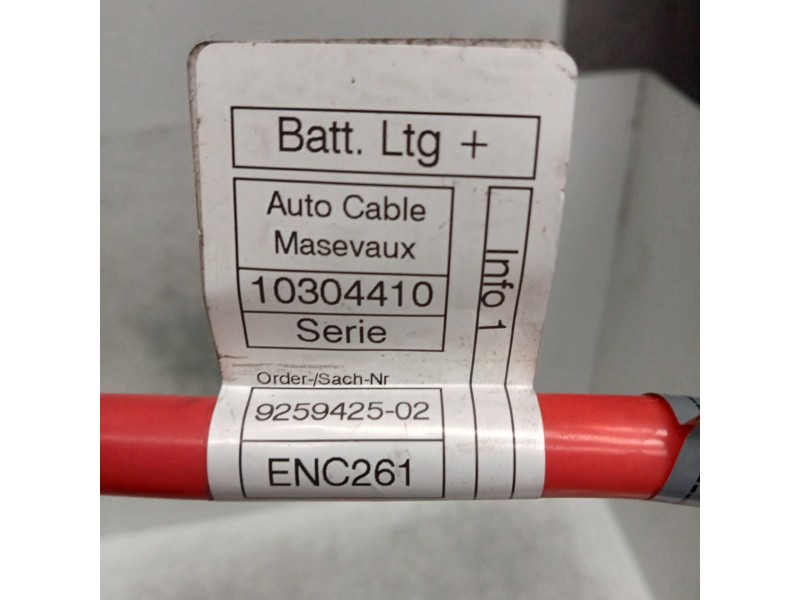 Batt. Ltg +
Auto Cable
Masevaux
10304410
Serie
Info 1
Order-/Sach-Nr
9259425-02
ENC261